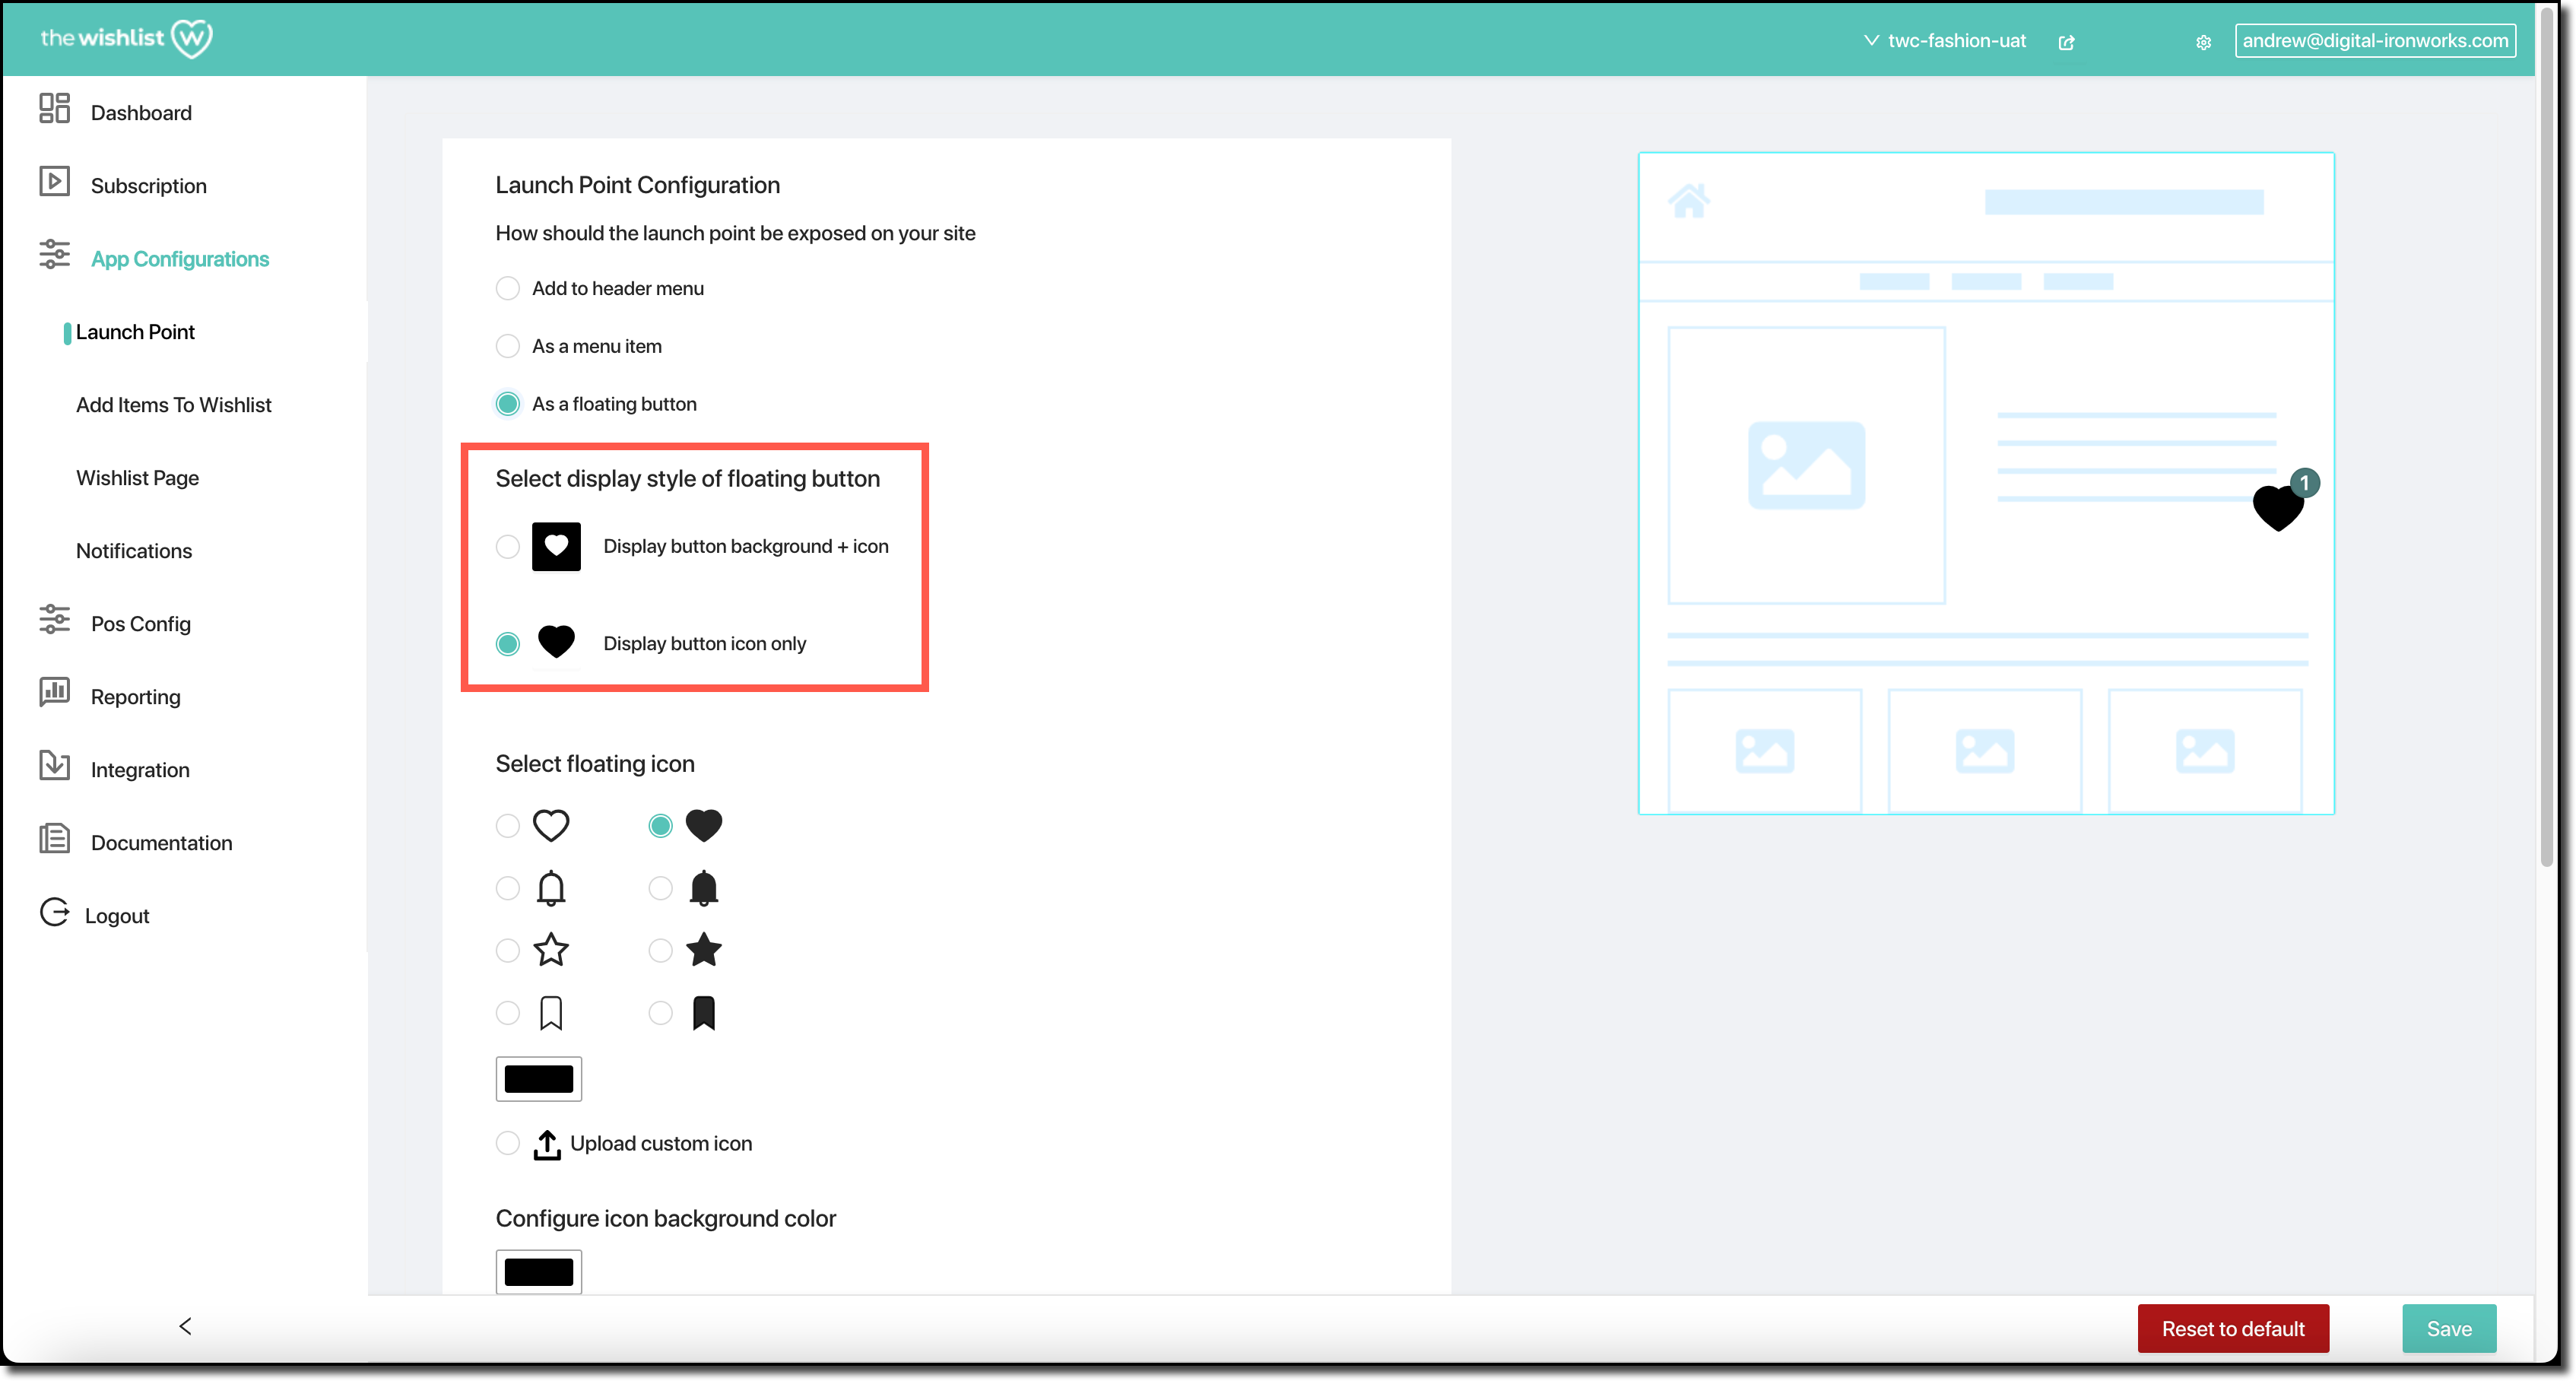 the wishlist W
twc-fashion-uat
andrew@digital-ironworks.com
Dashboard
Subscription
App Configurations
Launch Point
Add Items To Wishlist
Wishlist Page
Notifications
Pos Config
Reporting
Integration
Documentation
Logout
Launch Point Configuration
How should the launch point be exposed on your site
Add to header menu
As a menu item
As a floating button
Select display style of floating button
Display button background + icon
Display button icon only
Select floating icon
Upload custom icon
Configure icon background color
1
Reset to default
Save